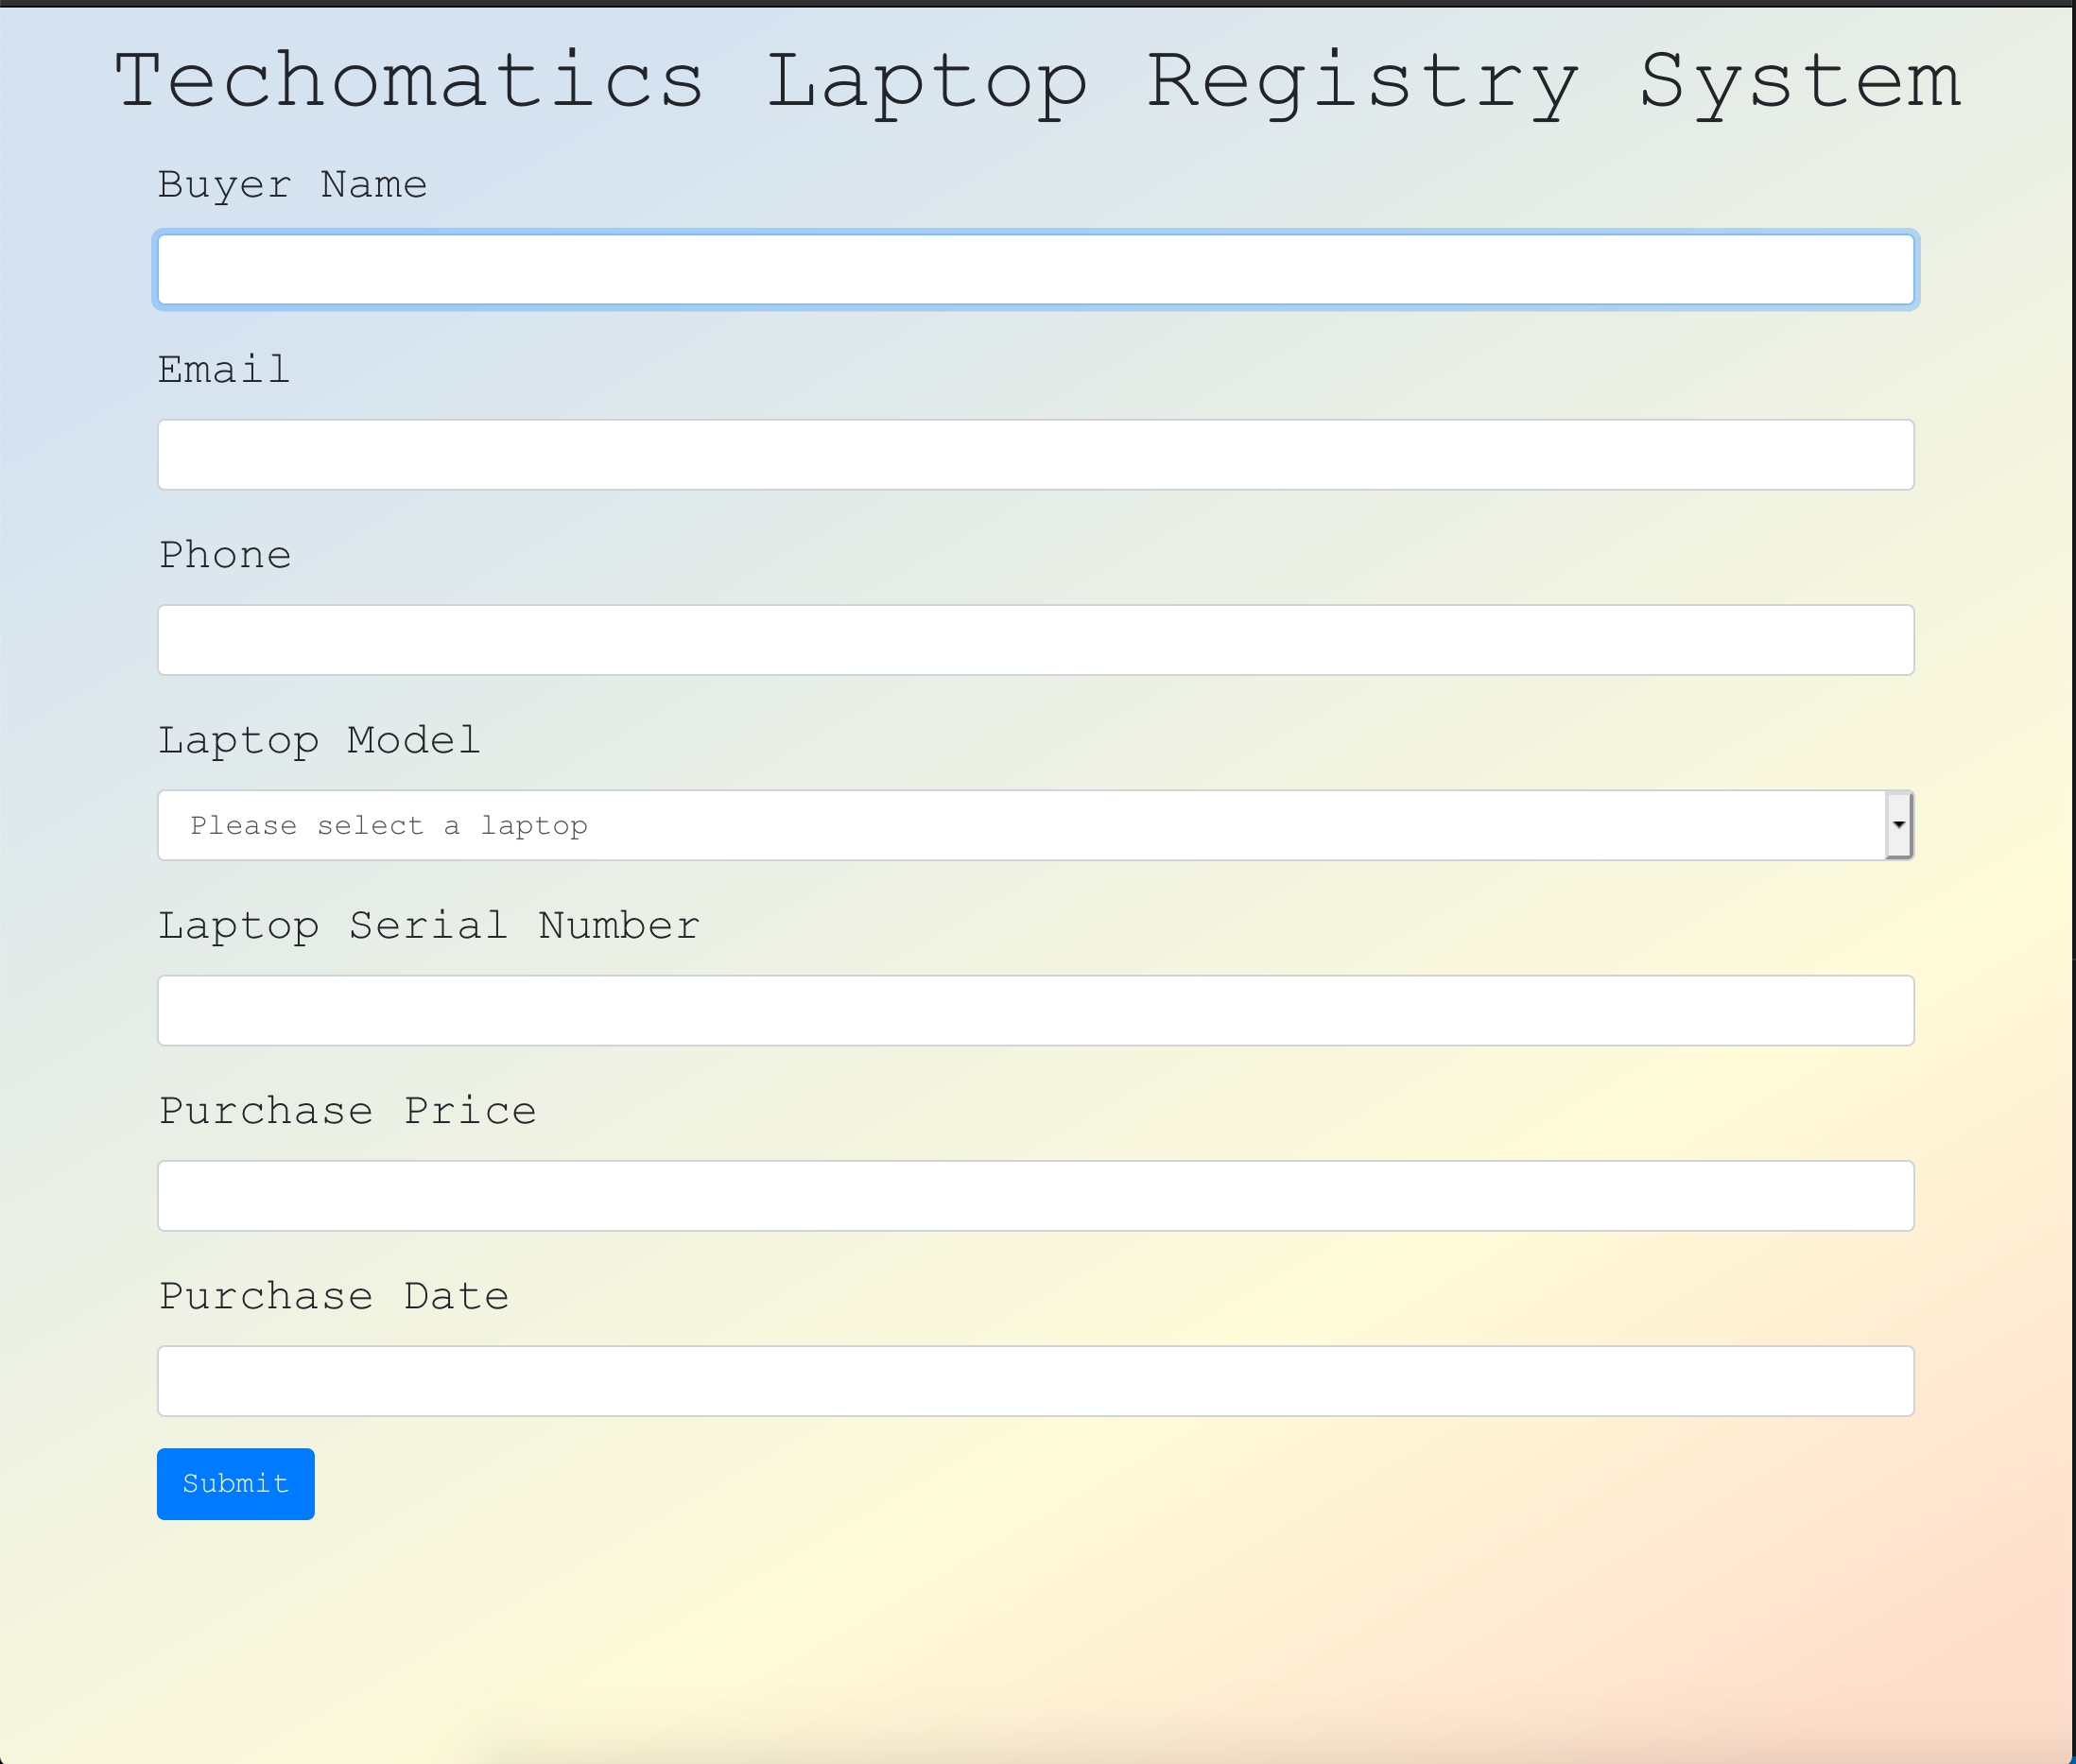 Techomatics Laptop Registry System
Buyer Name
Email
Phone
Laptop Model
Please select a laptop
Laptop Serial Number
Purchase Price
Purchase Date
Submit